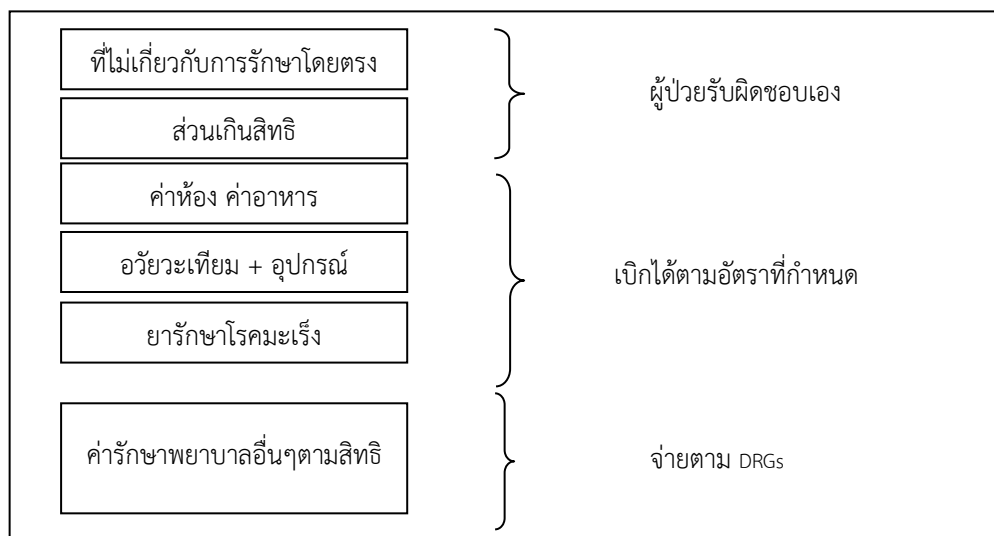 ที่ไม่เกี่ยวกับการรักษาโดยตรง
ส่วนเกินสิทธิ
ผู้ป่วยรับผิดชอบเอง
ค่าห้อง ค่าอาหาร
อวัยวะเทียม + อุปกรณ์
ยารักษาโรคมะเร็ง
เบิกได้ตามอัตราที่กำหนด
ค่ารักษาพยาบาลอื่นๆตามสิทธิ
จ่ายตาม DRGs